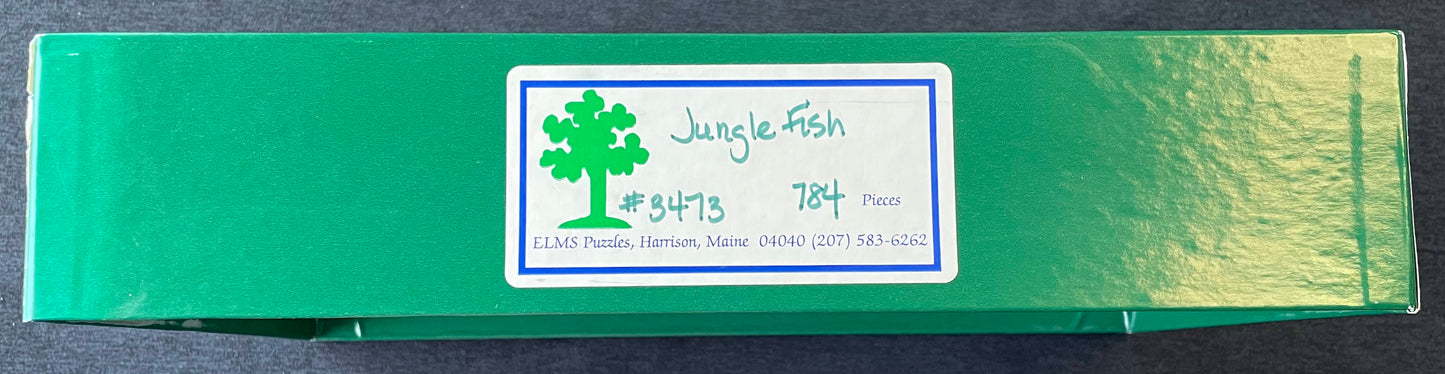 Jungle Fish
#3473 784 Pieces
ELMS Puzzles, Harrison, Maine 04040 (207) 583-6262